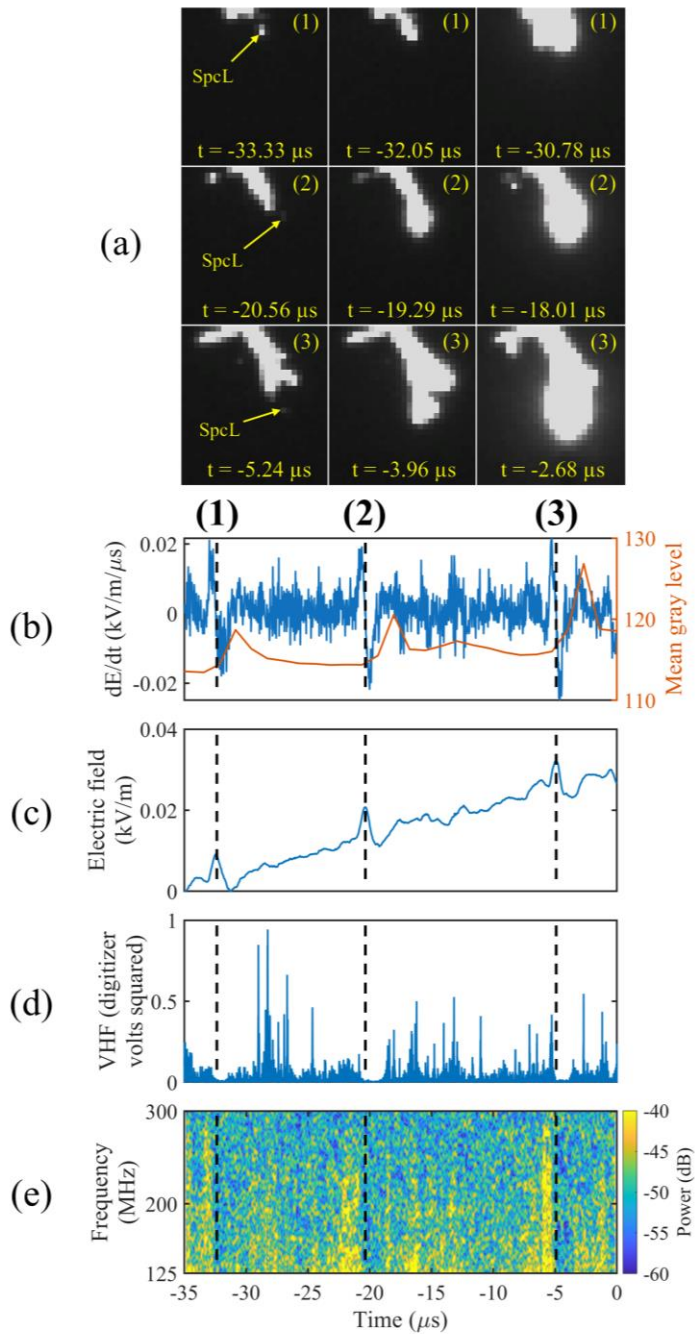 (a)
(1)
SpcL
t = -33.33 μs
(1)
t = -32.05 μs
(1)
t = -30.78 μs
(2)
SpcL
t = -20.56 μs
(2)
t = -19.29 μs
(2)
t = -18.01 μs
(3)
SpcL
t = -5.24 μs
(3)
t = -3.96 μs
(3)
t = -2.68 μs
(1) (2) (3)
(b)
dE/dt (kV/m/μs)
0.02
0
-0.02
130
120
110
Mean gray level
(c)
Electric field
(kV/m)
0.04
0.02
0
(d)
VHF (digitizer
volts squared)
1
0.5
0
(e)
Frequency
(MHz)
300
200
125
-40
-45
-50
-55
-60
Power (dB)
-35 -30 -25 -20 -15 -10 -5 0
Time (μs)